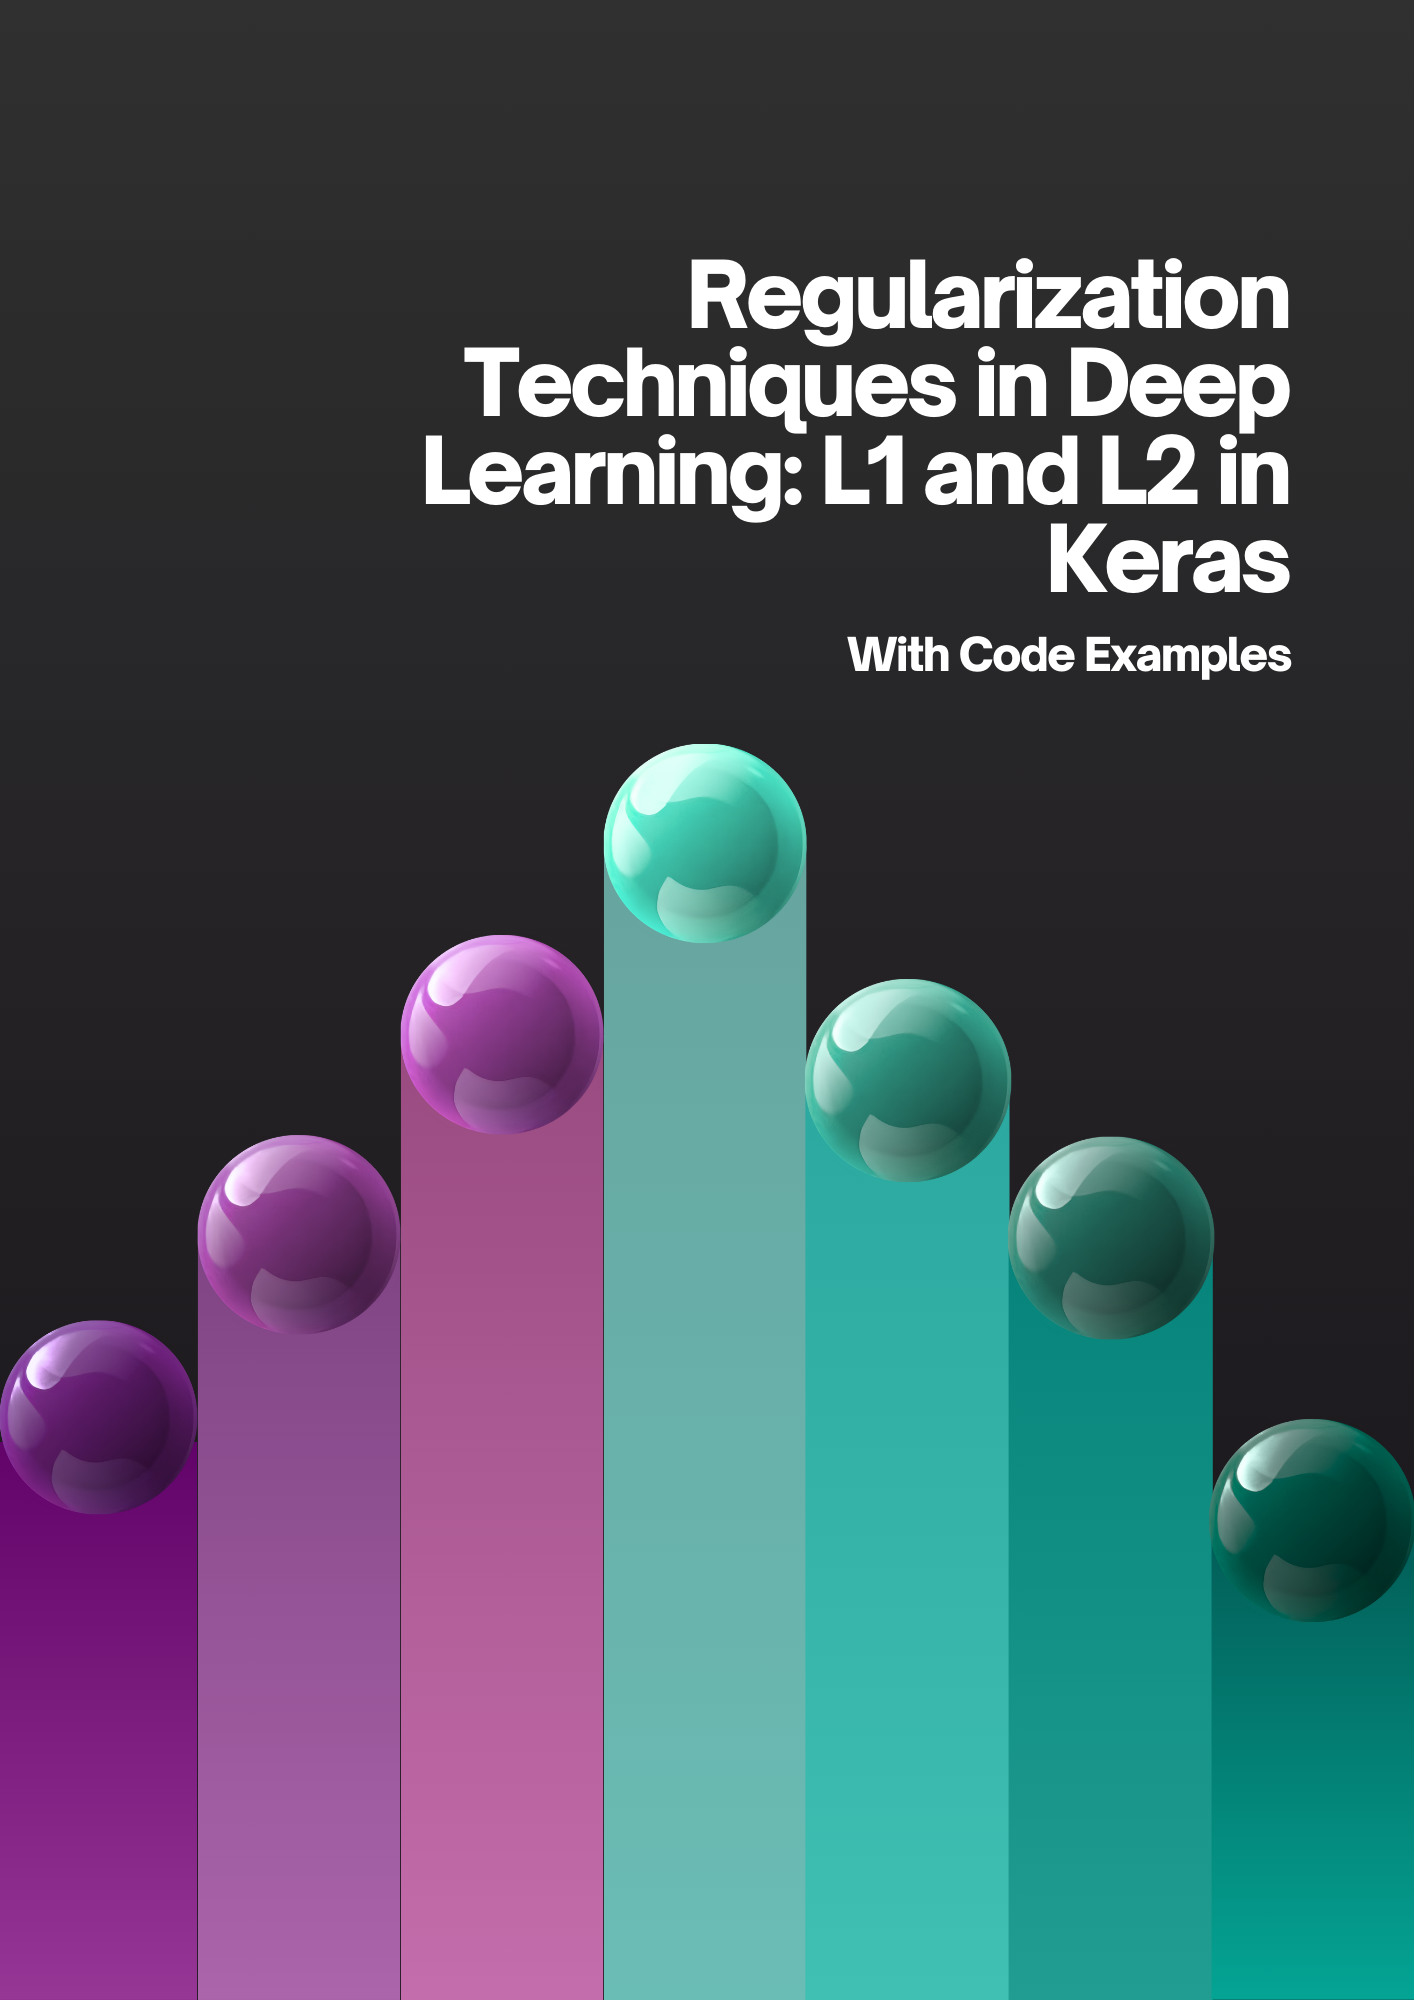 Regularization
Techniques in Deep
Learning: L1 and L2 in
Keras
With Code Examples